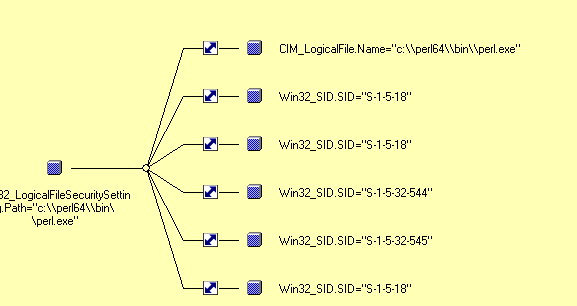 CIM_LogicalFile.Name="c:\\perl64\\bin\\perl.exe"
Win32_SID.SID="S-1-5-18"
Win32_SID.SID="S-1-5-18"
32_LogicalFileSecuritySettin
g.Path="c:\\perl64\\bin\
\perl.exe"
Win32_SID.SID="S-1-5-32-544"
Win32_SID.SID="S-1-5-32-545"
Win32_SID.SID="S-1-5-18"